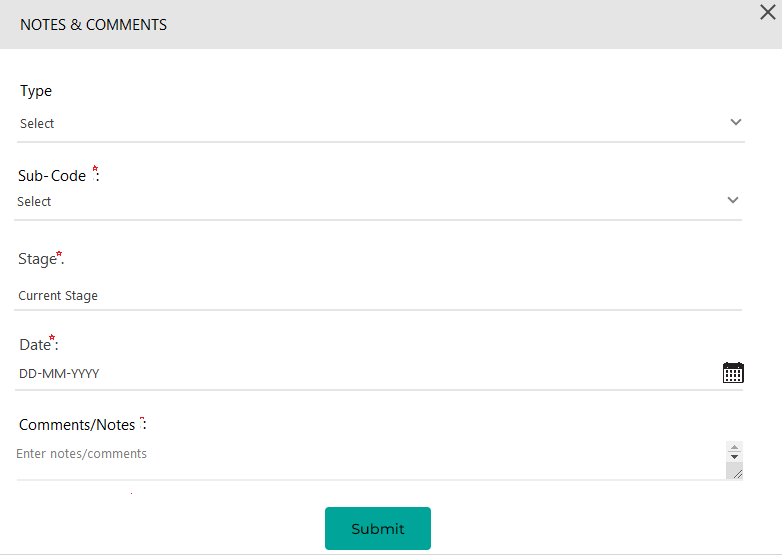 NOTES & COMMENTS
Type
Select
Sub-Code *:
Select
Stage*:
Current Stage
Date*:
DD-MM-YYYY
Comments/Notes *:
Enter notes/comments
Submit